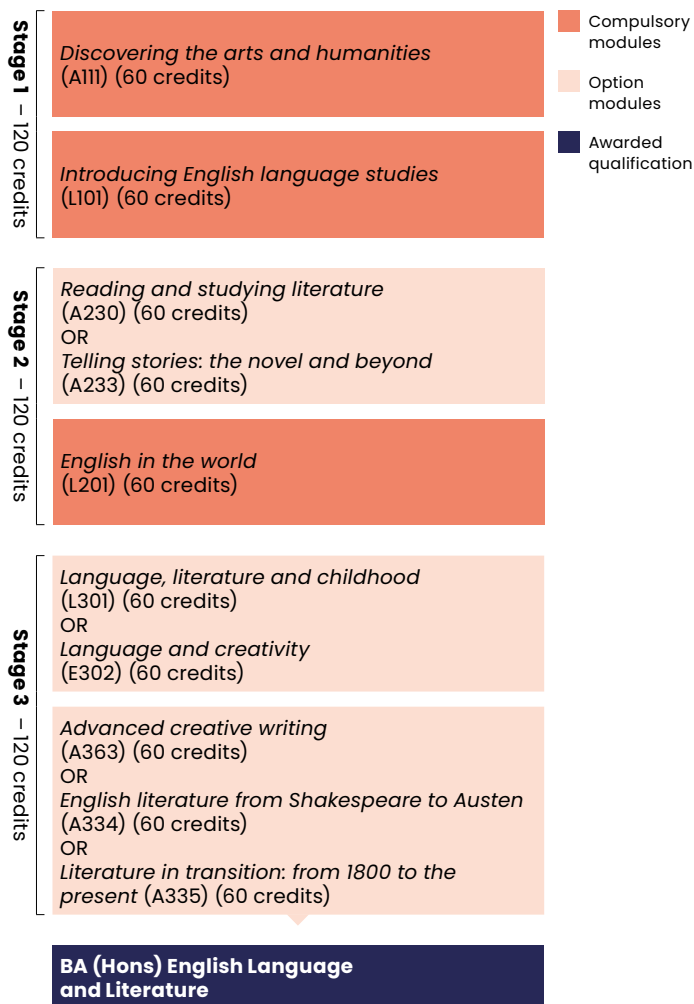 Stage 1 – 120 credits
Discovering the arts and humanities
(A111) (60 credits)
Introducing English language studies
(L101) (60 credits)
Compulsory
modules
Option
modules
Awarded
qualification
Stage 2 – 120 credits
Reading and studying literature
(A230) (60 credits)
OR
Telling stories: the novel and beyond
(A233) (60 credits)
English in the world
(L201) (60 credits)
Stage 3 – 120 credits
Language, literature and childhood
(L301) (60 credits)
OR
Language and creativity
(E302) (60 credits)
Advanced creative writing
(A363) (60 credits)
OR
English literature from Shakespeare to Austen
(A334) (60 credits)
OR
Literature in transition: from 1800 to the
present (A335) (60 credits)
BA (Hons) English Language
and Literature